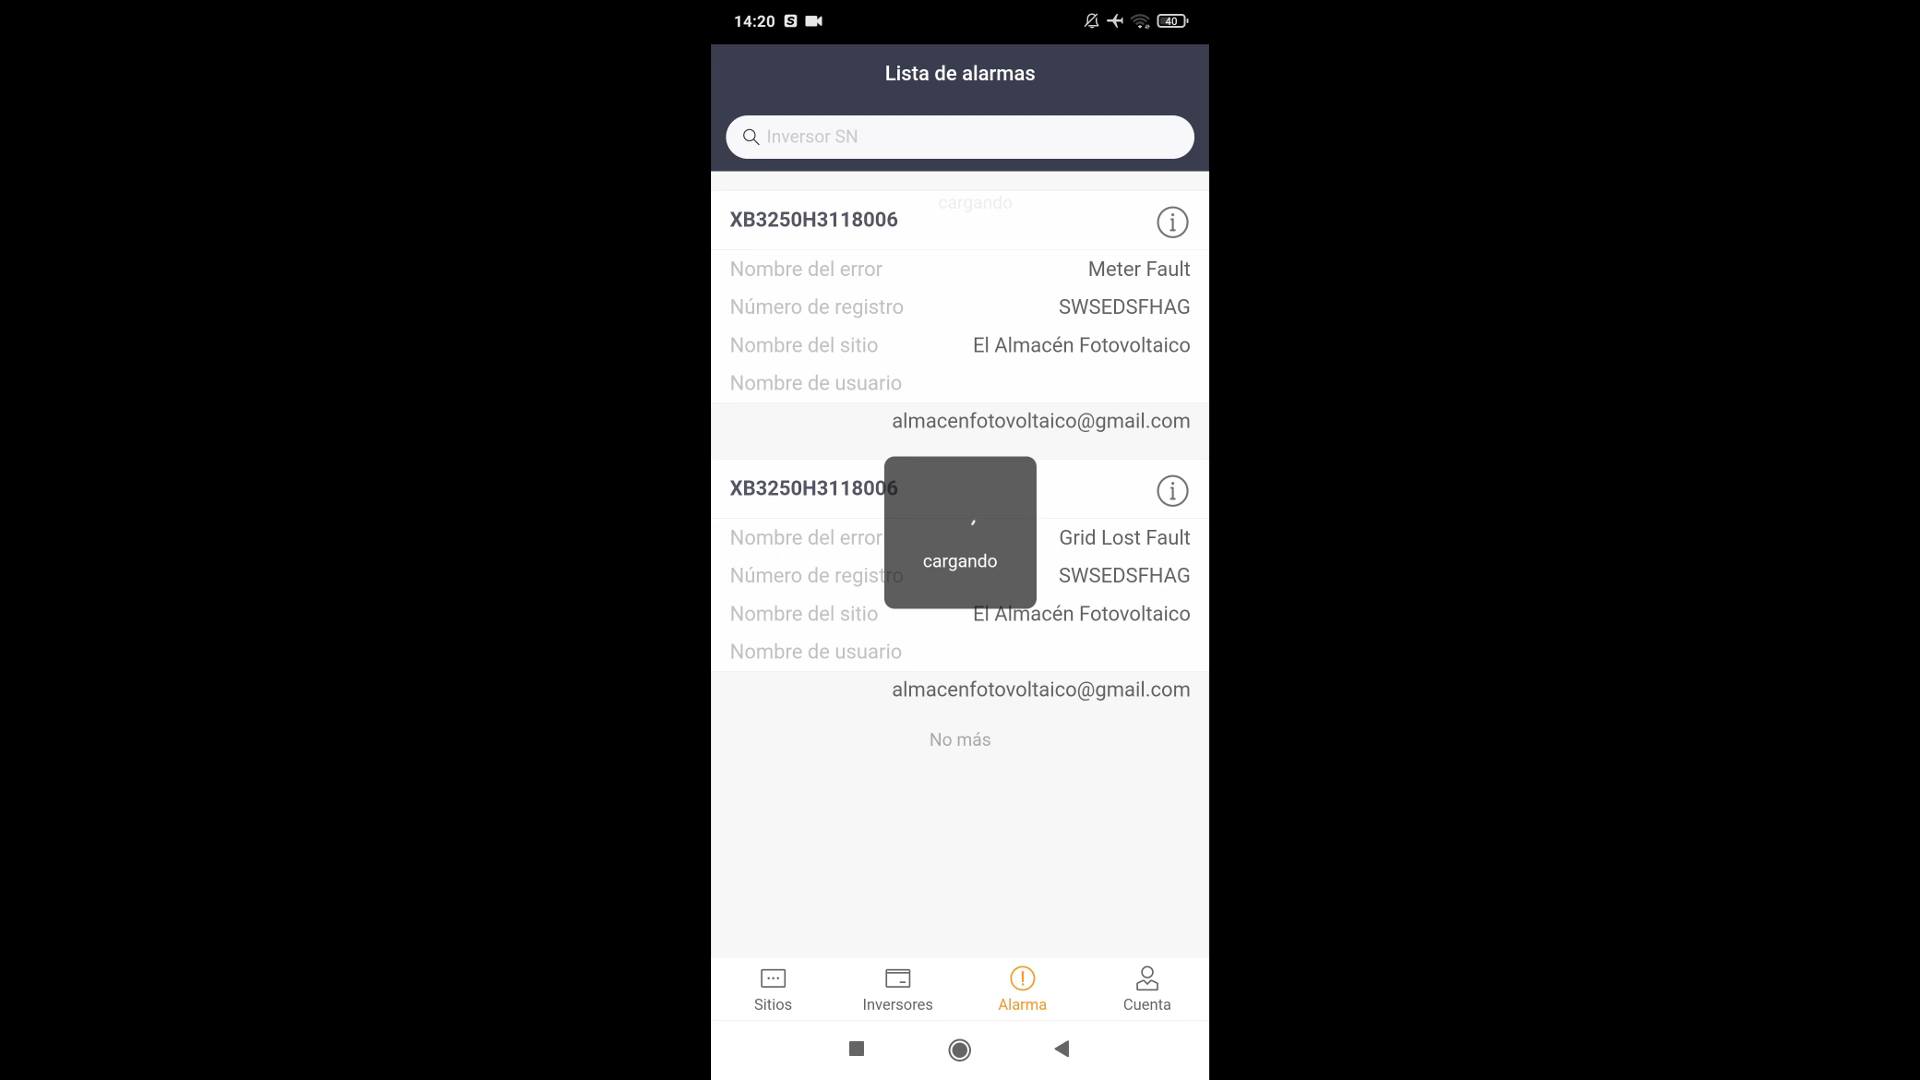 14:20
40
Lista de alarmas
Inversor SN
cargando
XB3250H3118006
Nombre del error Meter Fault
Número de registro SWSEDSFHAG
Nombre del sitio El Almacén Fotovoltaico
Nombre de usuario
almacenfotovoltaico@gmail.com
XB3250H3118006
Nombre del error Grid Lost Fault
cargando
Número de registro SWSEDSFHAG
Nombre del sitio El Almacén Fotovoltaico
Nombre de usuario
almacenfotovoltaico@gmail.com
No más
Sitios Inversores Alarma Cuenta